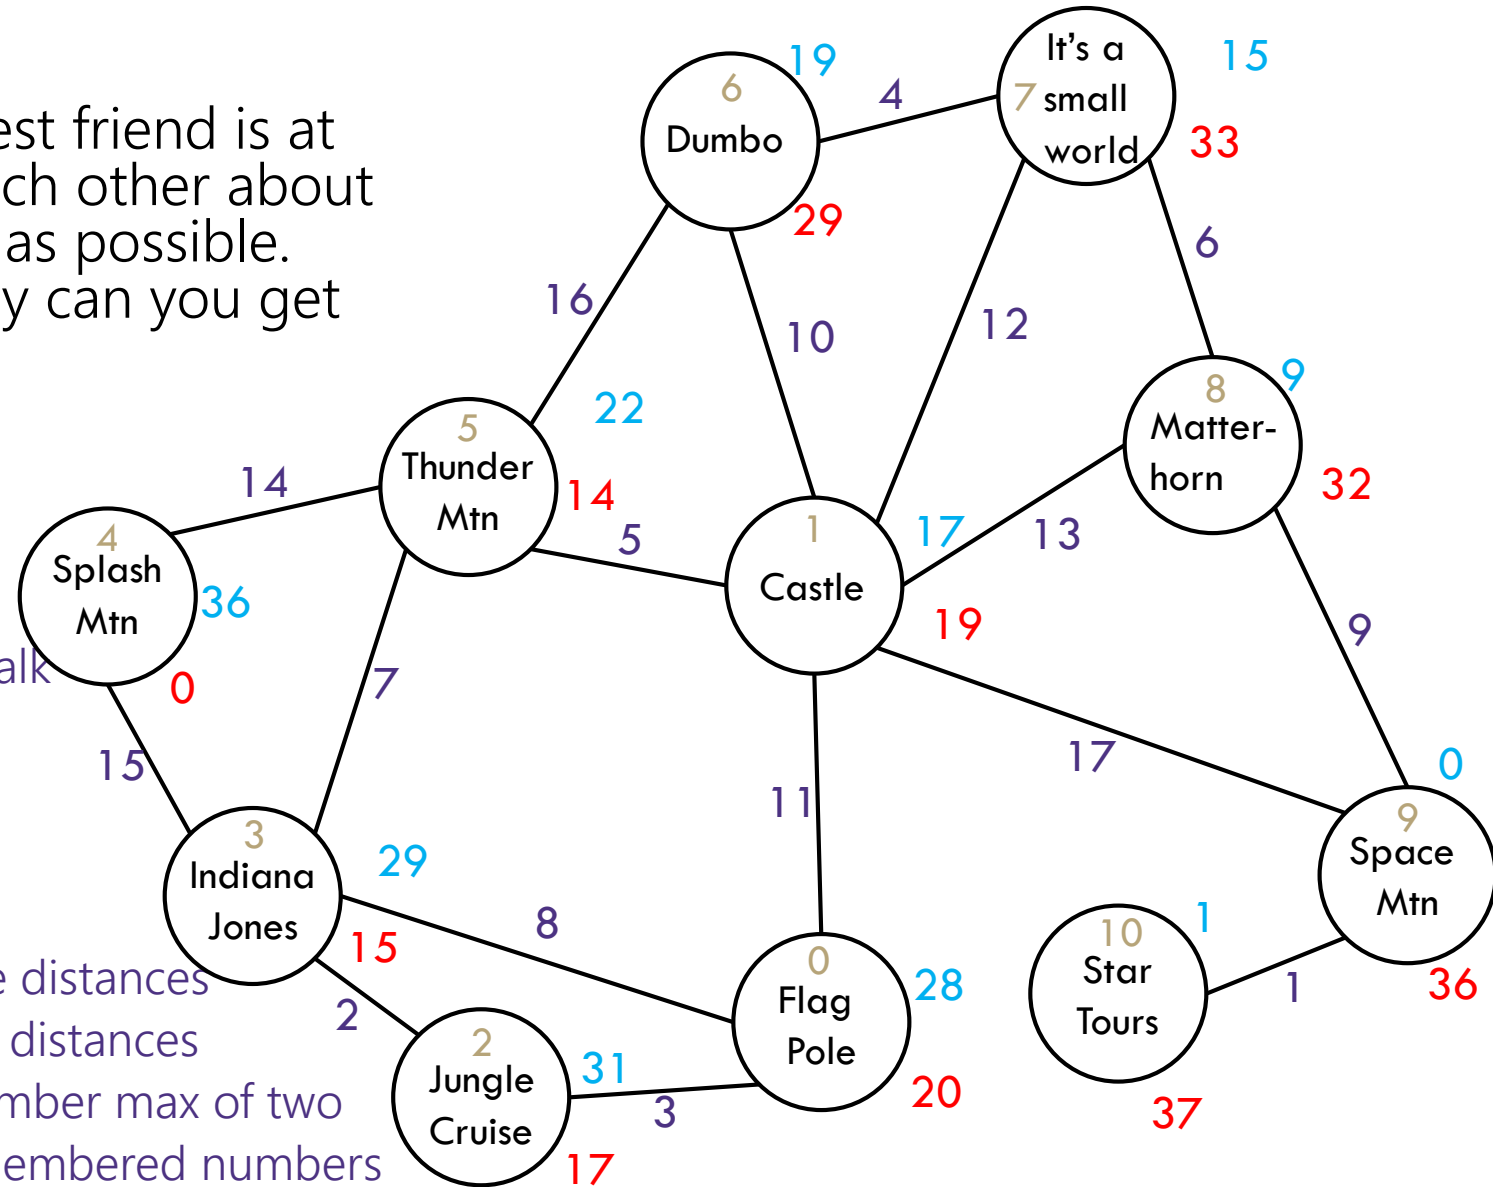 est friend is at
ch other about
as possible.
y can you get
alk
e distances
distances
mber max of two
embered numbers
6
Dumbo
19
29
4
7
It's a
small
world
15
33
6
16
10
12
5
Thunder
Mtn
22
14
14
5
8
Matter-
horn
9
32
13
9
1
Castle
17
19
4
Splash
Mtn
36
0
15
7
17
11
3
Indiana
Jones
29
15
8
2
2
Jungle
Cruise
31
17
3
0
Flag
Pole
28
20
9
Space
Mtn
0
36
1
10
Star
Tours
1
37